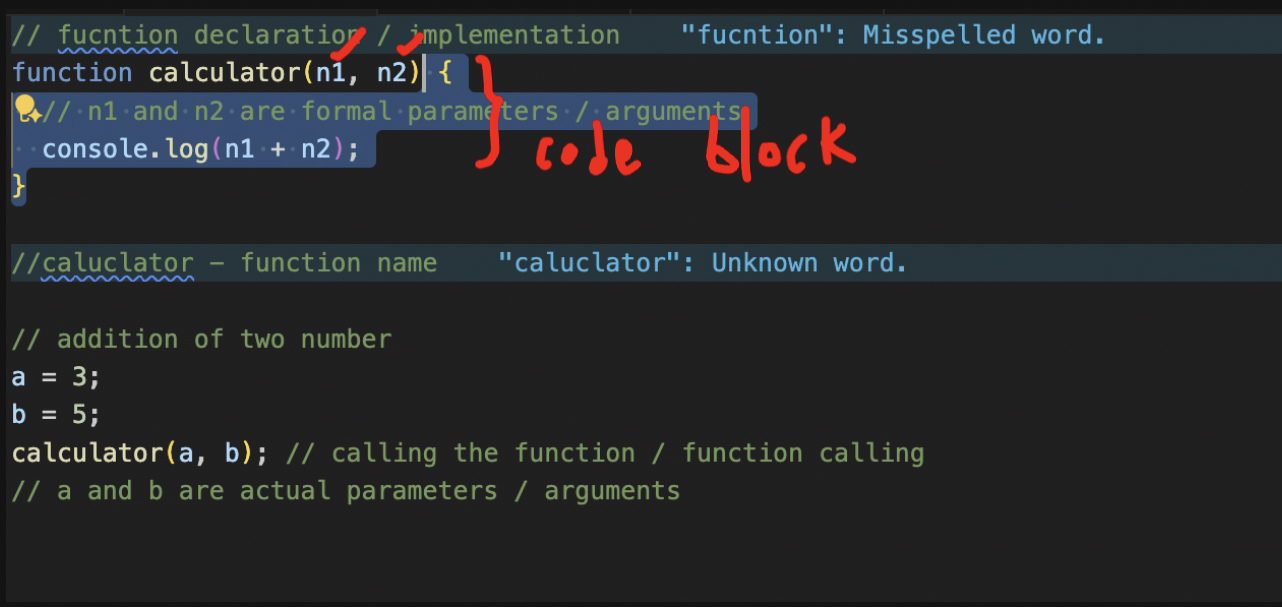 // fucntion declaration / implementation    "fucntion": Misspelled word.
function calculator(n1, n2) {
// n1 and n2 are formal parameters / arguments
console.log(n1 + n2);
}
code block
//caluclator – function name    "caluclator": Unknown word.
// addition of two number
a = 3;
b = 5;
calculator(a, b); // calling the function / function calling
// a and b are actual parameters / arguments